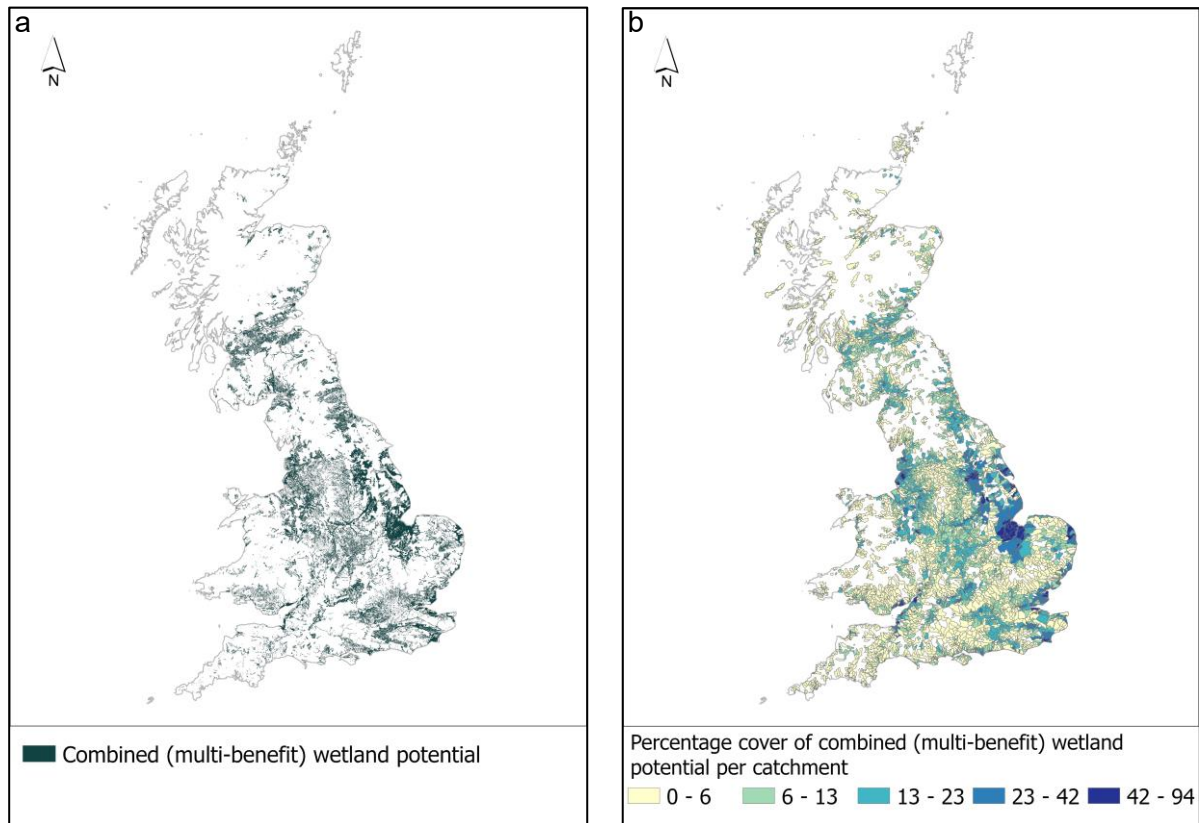 a
N
Combined (multi-benefit) wetland potential
b
N
Percentage cover of combined (multi-benefit) wetland
potential per catchment
0 - 6 6 - 13 13 - 23 23 - 42 42 - 94